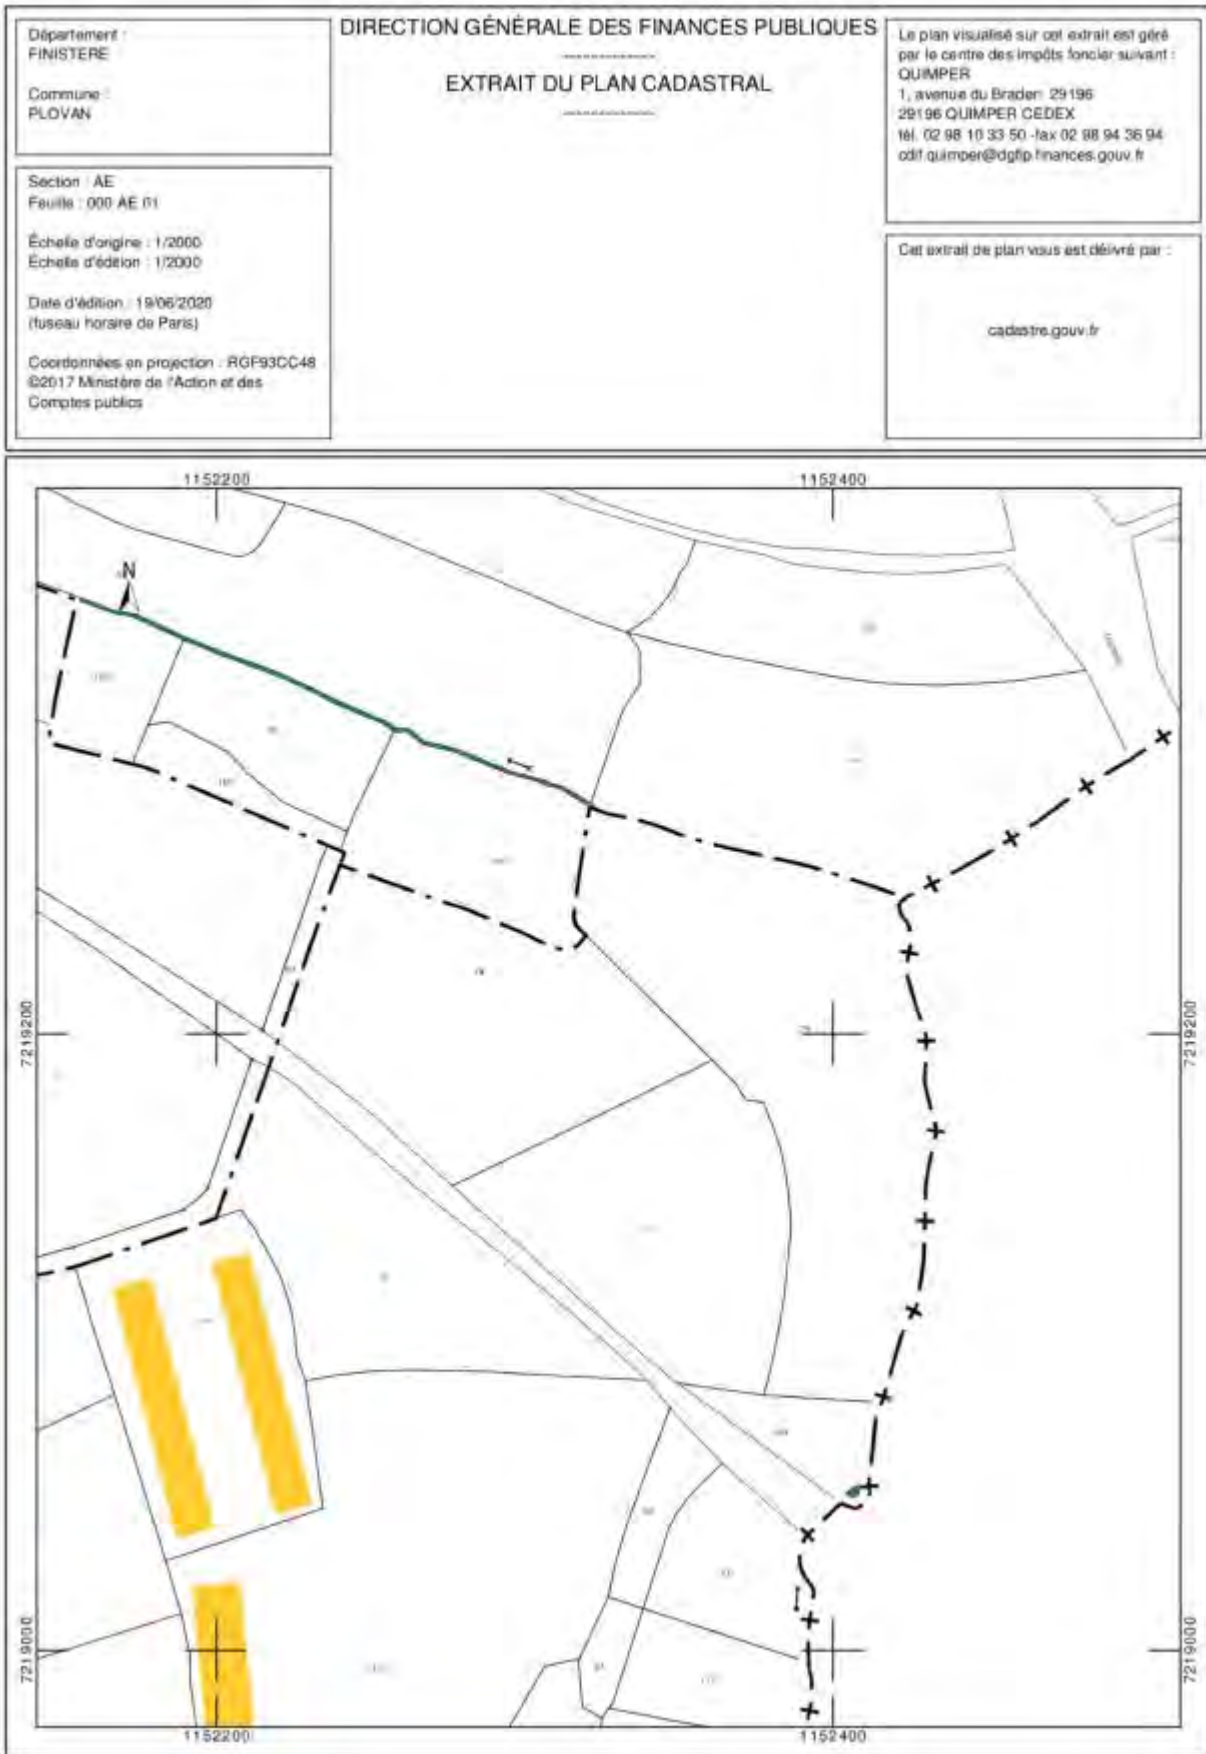 Département :
FINISTERE
Commune :
PLOVAN
Section : AE
Feuille : 000 AE 01
Échelle d'origine : 1/2000
Échelle d'édition : 1/2000
Date d'édition : 19/06/2020
(fuseau horaire de Paris)
Coordonnées en projection : RGF93CC48
©2017 Ministère de l'Action et des
Comptes publics
DIRECTION GÉNÉRALE DES FINANCES PUBLIQUES
EXTRAIT DU PLAN CADASTRAL
Le plan visualisé sur cet extrait est géré
par le centre des impôts foncier suivant :
QUIMPER
1, avenue du Braden 29196
29196 QUIMPER CEDEX
tél. 02 98 10 33 50 -fax 02 98 94 36 94
cdif.quimper@dgfip.finances.gouv.fr
Cet extrait de plan vous est délivré par :
cadastre.gouv.fr
1152200
1152400
N
7219200
7219200
7219000
7219000
1152200
1152400